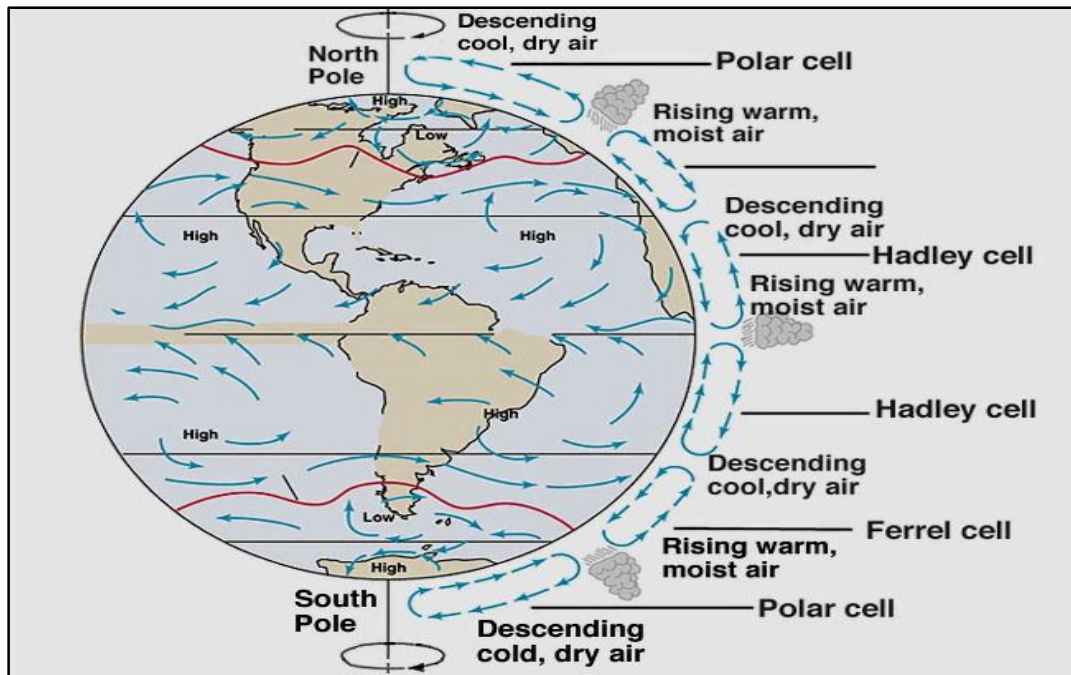 Descending
cool, dry air
North
Pole
Polar cell
High
Rising warm,
moist air
Low
Descending
cool, dry air
High
High
Hadley cell
Rising warm,
moist air
Hadley cell
High
High
Descending
cool,dry air
Low
Ferrel cell
Rising warm,
moist air
High
South
Pole
Polar cell
Descending
cold, dry air